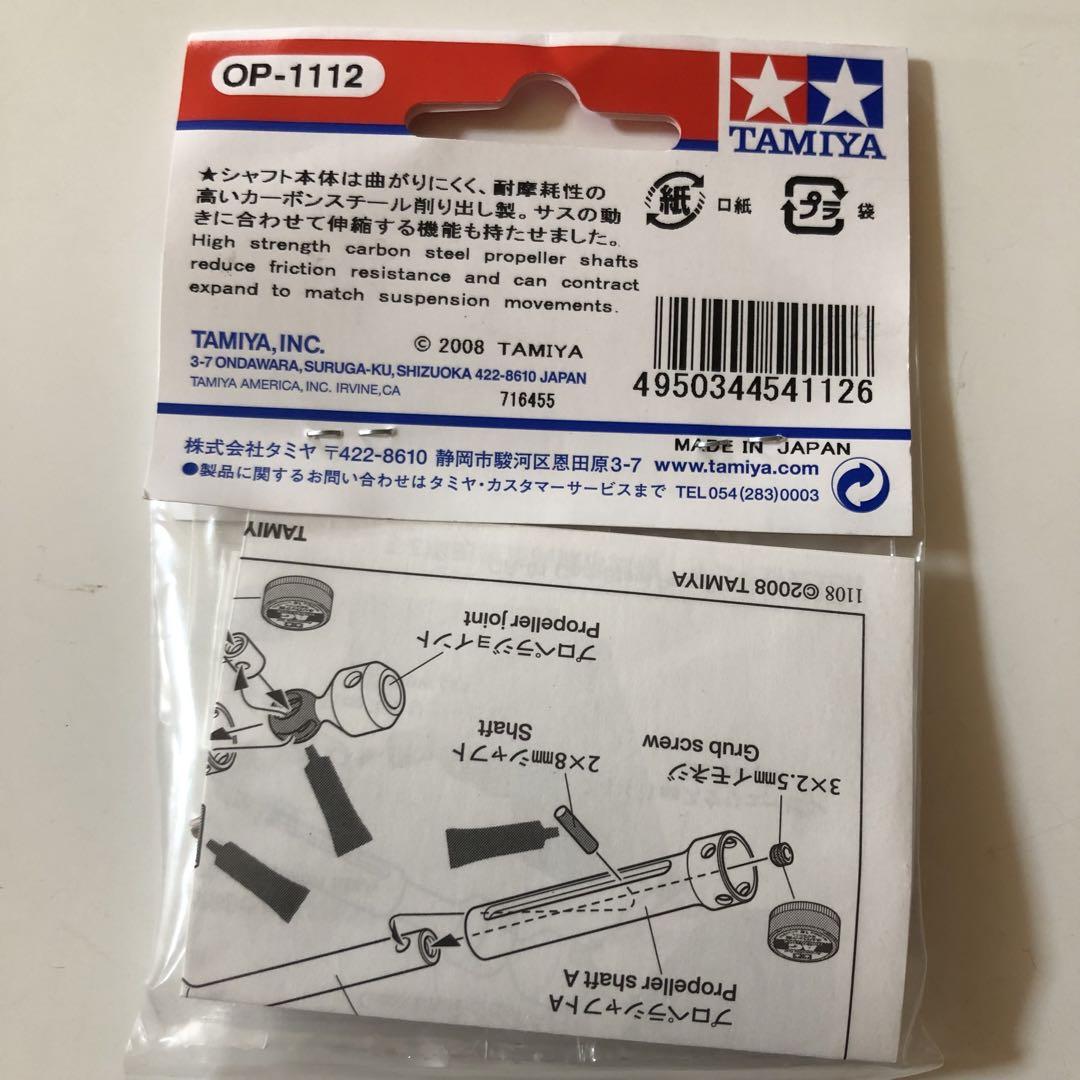 OP-1112
TAMIYA
★シャフト本体は曲がりにくく、耐摩耗性の
高いカーボンスチール削り出し製。サスの動
きに合わせて伸縮する機能も持たせました。
High strength carbon steel propeller shafts
reduce friction resistance and can contract
expand to match suspension movements.
紙 口紙
プラ 袋
TAMIYA, INC.
© 2008 TAMIYA
3-7 ONDAWARA, SURUGA-KU, SHIZUOKA 422-8610 JAPAN
TAMIYA AMERICA, INC. IRVINE, CA
716455
4950344541126
MADE IN JAPAN
株式会社タミヤ 〒422-8610 静岡市駿河区恩田原3-7 www.tamiya.com
●製品に関するお問い合わせはタミヤ・カスタマーサービスまで TEL054(283)0003
TAMIY
1108 ©2008 TAMIYA
プロペラジョイント
Propeller joint
2×8mmシャフト
Shaft
3×2.5mmイモネジ
Grub screw
プロペラシャフトA
Propeller shaft A